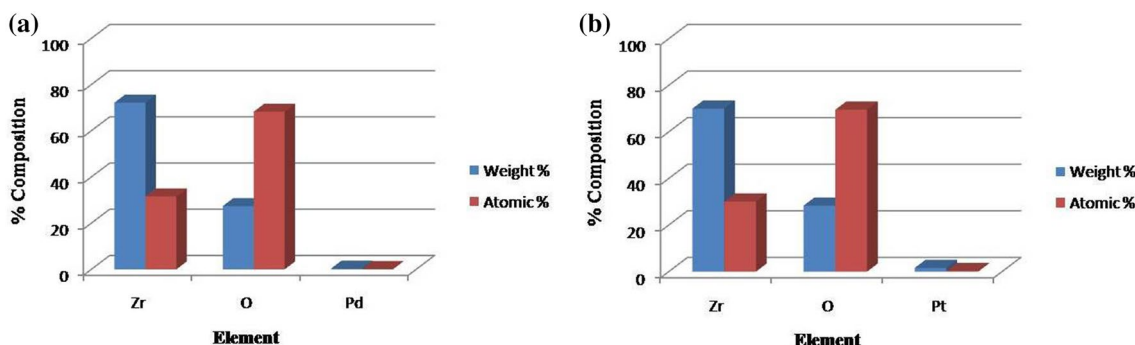 (a)
100
80
60
40
20
0
% Composition
Zr O Pd
Element
Weight %
Atomic %
(b)
100
80
60
40
20
0
% Composition
Zr O Pt
Element
Weight %
Atomic %